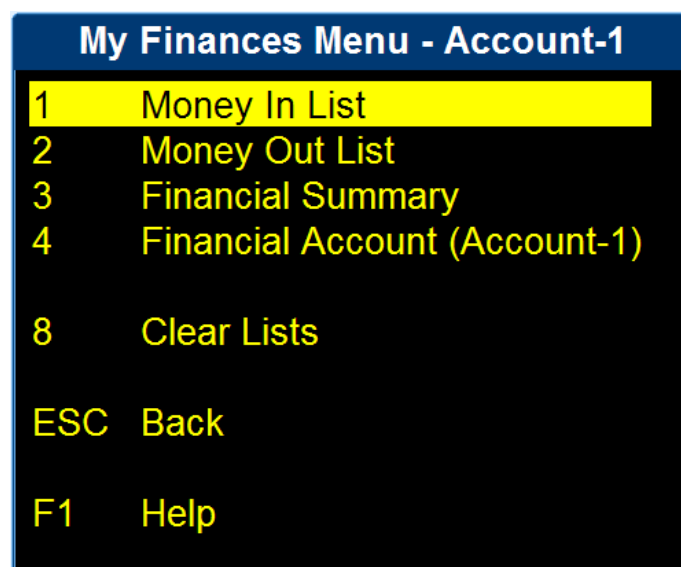 My Finances Menu - Account-1
1 Money In List
2 Money Out List
3 Financial Summary
4 Financial Account (Account-1)
8 Clear Lists
ESC Back
F1 Help